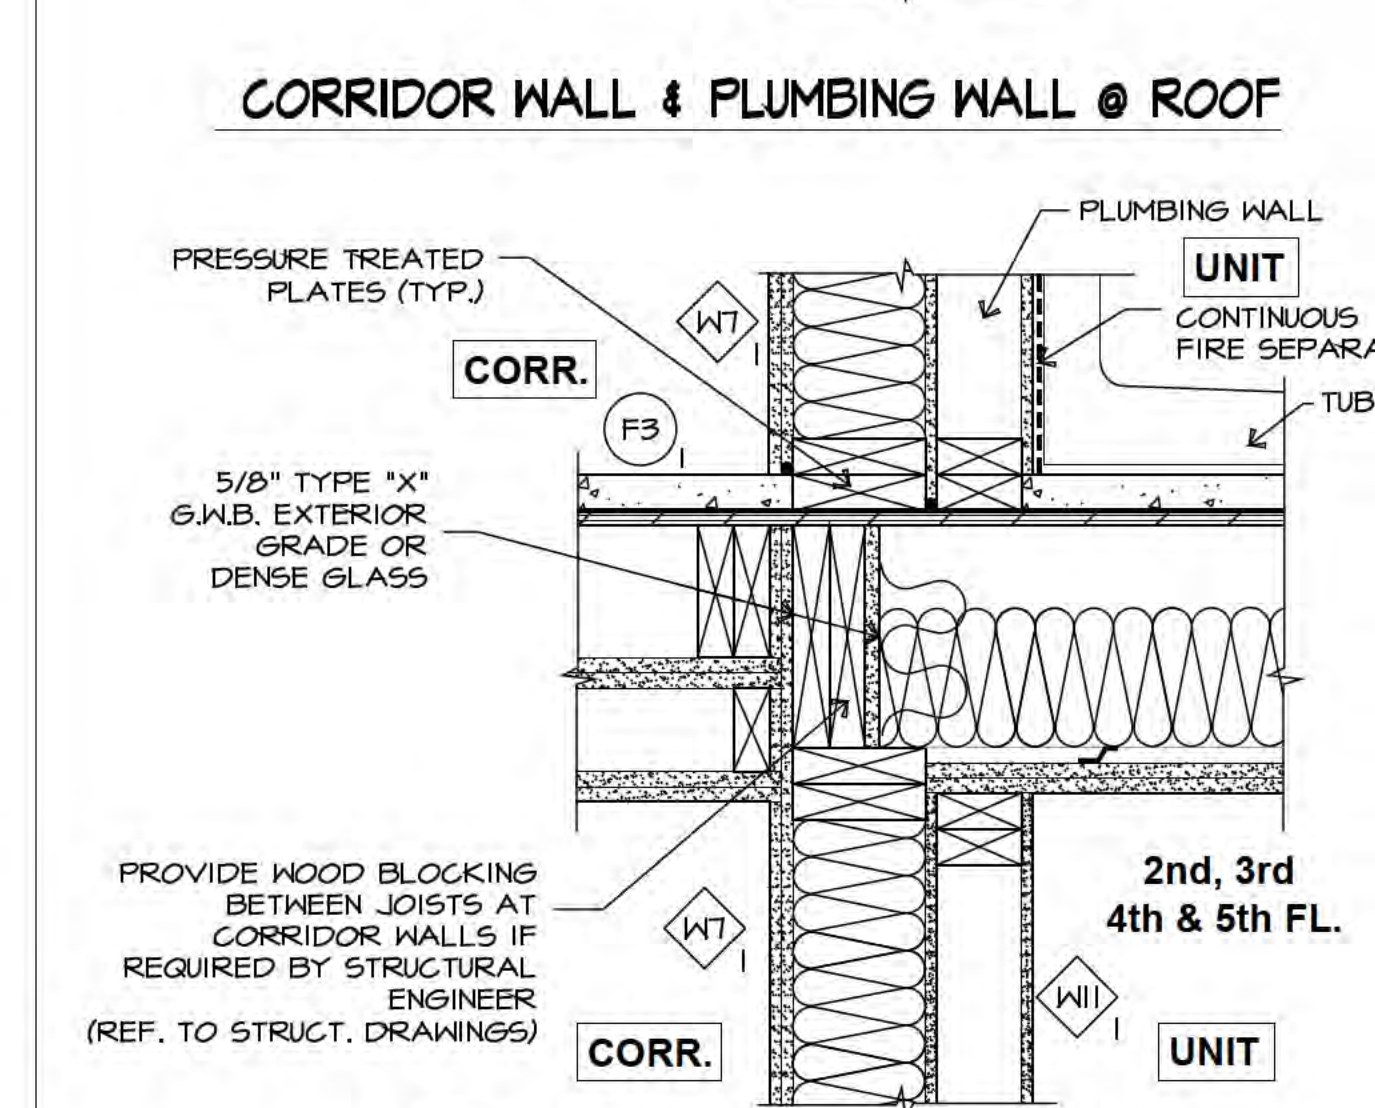 CORRIDOR WALL & PLUMBING WALL @ ROOF
PLUMBING WALL
UNIT
PRESSURE TREATED
PLATES (TYP.)
W7
CONTINUOUS
FIRE SEPARA
CORR.
TUB
F3
5/8" TYPE "X"
G.W.B. EXTERIOR
GRADE OR
DENSE GLASS
PROVIDE WOOD BLOCKING
BETWEEN JOISTS AT
CORRIDOR WALLS IF
REQUIRED BY STRUCTURAL
ENGINEER
(REF. TO STRUCT. DRAWINGS)
2nd, 3rd
4th & 5th FL.
W7
W11
CORR.
UNIT